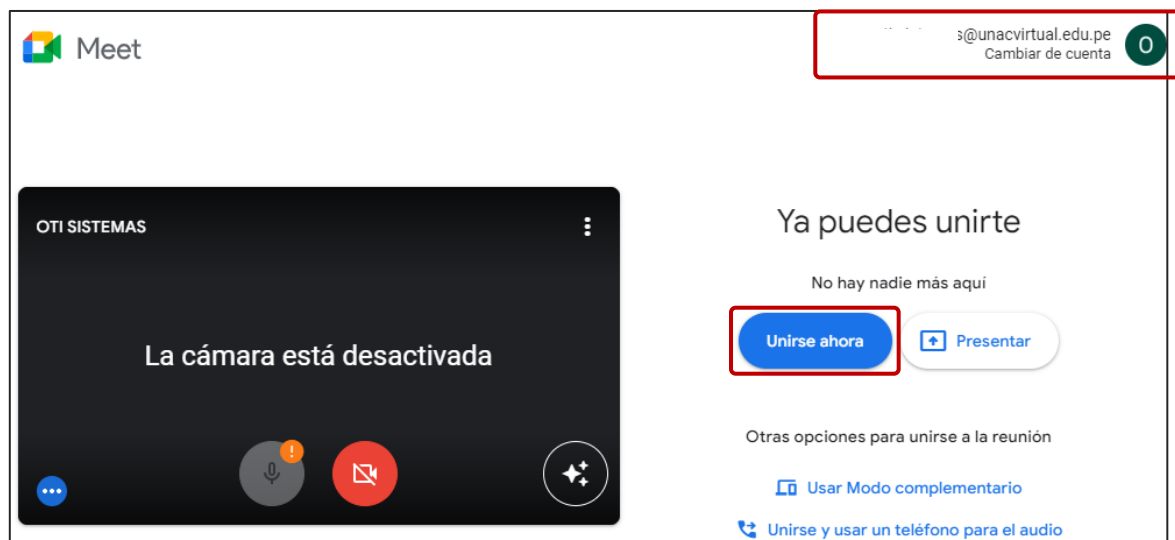 Meet
s@unacvirtual.edu.pe
Cambiar de cuenta
O
OTI SISTEMAS
La cámara está desactivada
Ya puedes unirte
No hay nadie más aquí
Unirse ahora
Presentar
Otras opciones para unirse a la reunión
Usar Modo complementario
Unirse y usar un teléfono para el audio